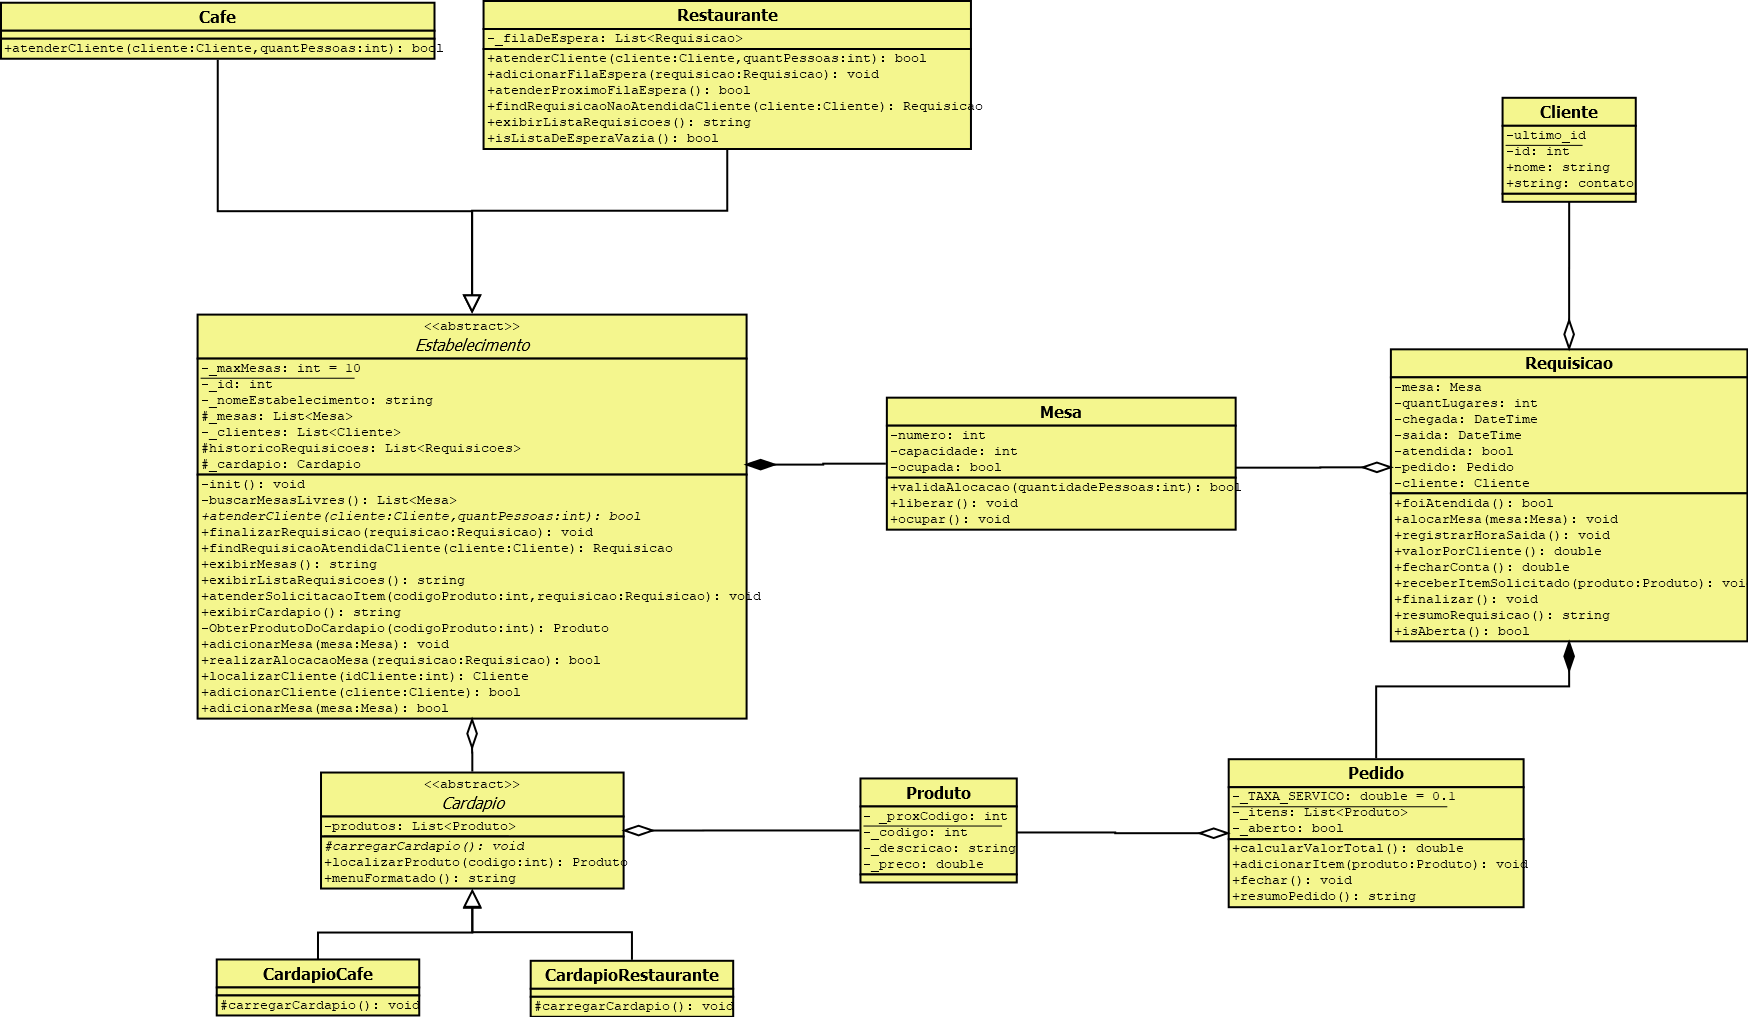 Cafe
+atenderCliente(cliente:Cliente,quantPessoas:int): bool
Restaurante
-_filaDeEspera: List<Requisicao>
+atenderCliente(cliente:Cliente,quantPessoas:int): bool
+adicionarFilaEspera(requisicao:Requisicao): void
+atenderProximoFilaEspera(): bool
+findRequisicaoNaoAtendidaCliente(cliente:Cliente): Requisicao
+exibirListaRequisicoes(): string
+isListaDeEsperaVazia(): bool
Cliente
-ultimo_id
-id: int
+nome: string
+string: contato
<<abstract>>
Estabelecimento
-_maxMesas: int = 10
-_id: int
-_nomeEstabelecimento: string
#_mesas: List<Mesa>
-_clientes: List<Cliente>
#historicoRequisicoes: List<Requisicoes>
#_cardapio: Cardapio
-init(): void
-buscarMesasLivres(): List<Mesa>
+atenderCliente(cliente:Cliente,quantPessoas:int): bool
+finalizarRequisicao(requisicao:Requisicao): void
+findRequisicaoAtendidaCliente(cliente:Cliente): Requisicao
+exibirMesas(): string
+exibirListaRequisicoes(): string
+atenderSolicitacaoItem(codigoProduto:int,requisicao:Requisicao): void
+exibirCardapio(): string
-ObterProdutoDoCardapio(codigoProduto:int): Produto
+adicionarMesa(mesa:Mesa): void
+realizarAlocacaoMesa(requisicao:Requisicao): bool
+localizarCliente(idCliente:int): Cliente
+adicionarCliente(cliente:Cliente): bool
+adicionarMesa(mesa:Mesa): bool
Mesa
-numero: int
-capacidade: int
-ocupada: bool
+validaAlocacao(quantidadePessoas:int): bool
+liberar(): void
+ocupar(): void
Requisicao
-mesa: Mesa
-quantLugares: int
-chegada: DateTime
-saida: DateTime
-atendida: bool
-pedido: Pedido
-cliente: Cliente
+foiAtendida(): bool
+alocarMesa(mesa:Mesa): void
+registrarHoraSaida(): void
+valorPorCliente(): double
+fecharConta(): double
+receberItemSolicitado(produto:Produto): voi
+finalizar(): void
+resumoRequisicao(): string
+isAberta(): bool
<<abstract>>
Cardapio
-produtos: List<Produto>
#carregarCardapio(): void
+localizarProduto(codigo:int): Produto
+menuFormatado(): string
Produto
- _proxCodigo: int
-_codigo: int
-_descricao: string
-_preco: double
Pedido
-_TAXA_SERVICO: double = 0.1
-_itens: List<Produto>
-_aberto: bool
+calcularValorTotal(): double
+adicionarItem(produto:Produto): void
+fechar(): void
+resumoPedido(): string
CardapioCafe
#carregarCardapio(): void
CardapioRestaurante
#carregarCardapio(): void